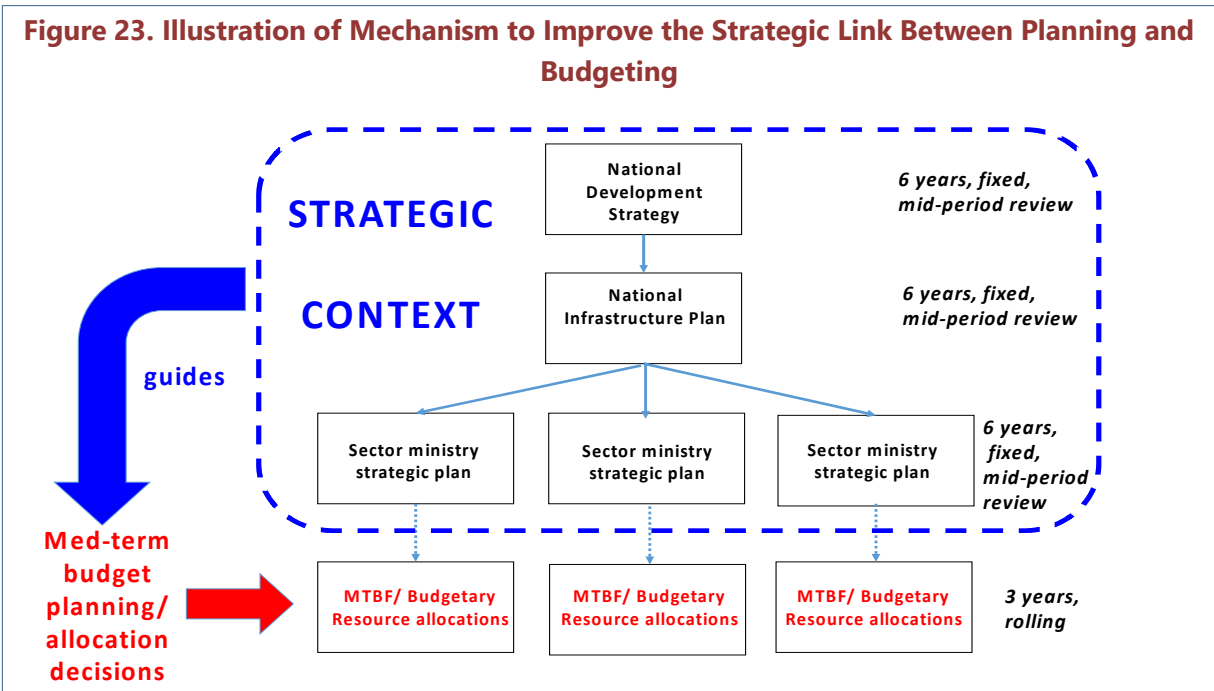 Figure 23. Illustration of Mechanism to Improve the Strategic Link Between Planning and
Budgeting
STRATEGIC
CONTEXT
National
Development
Strategy
6 years, fixed,
mid-period review
National
Infrastructure Plan
6 years, fixed,
mid-period review
guides
Sector ministry
strategic plan
Sector ministry
strategic plan
Sector ministry
strategic plan
6 years,
fixed,
mid-period
review
Med-term
budget
planning/
allocation
decisions
MTBF/ Budgetary
Resource allocations
MTBF/ Budgetary
Resource allocations
MTBF/ Budgetary
Resource allocations
3 years,
rolling